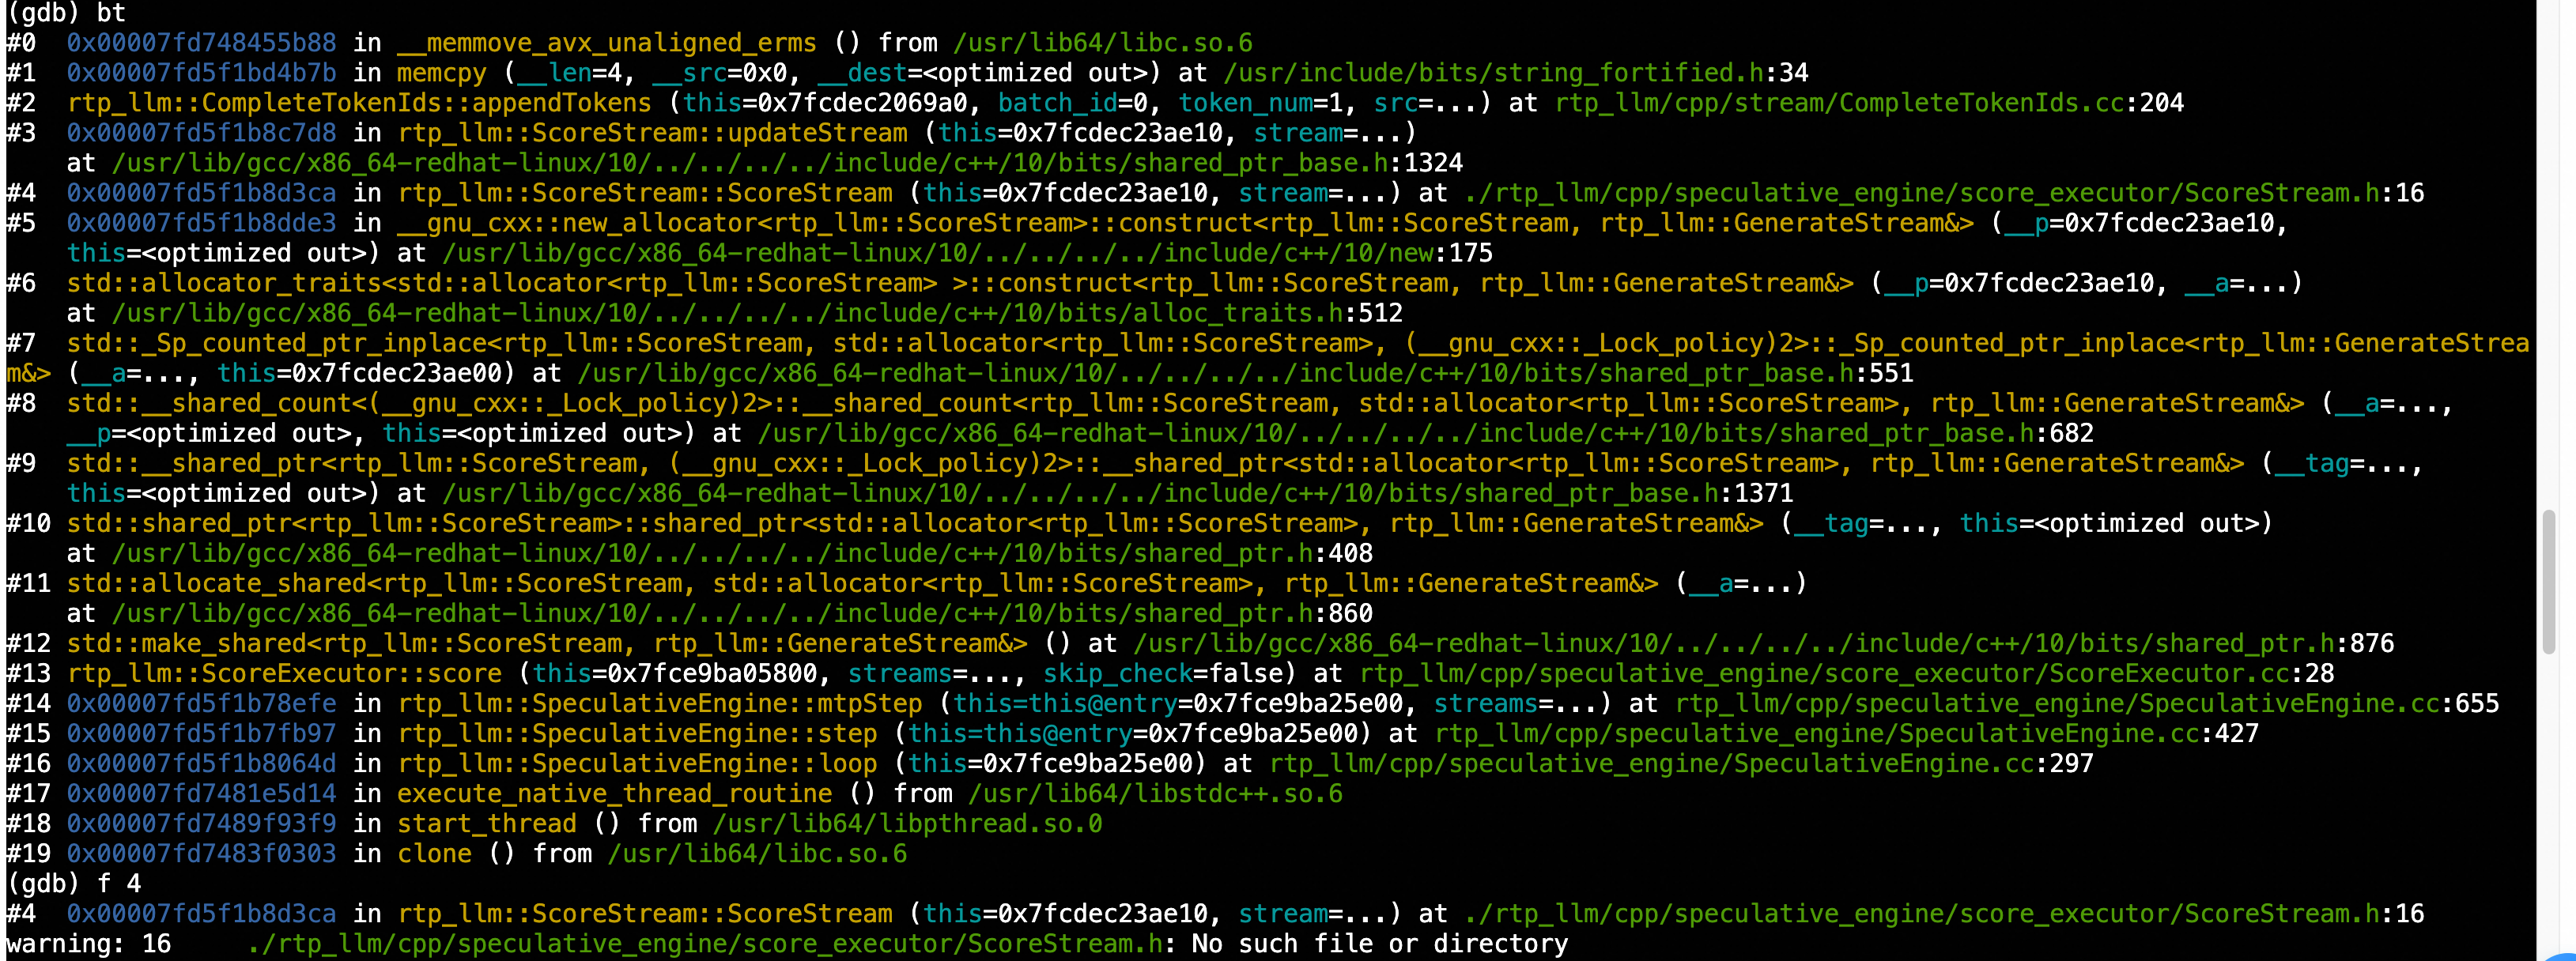 (gdb) bt
#0  0x00007fd748455b88 in __memmove_avx_unaligned_erms () from /usr/lib64/libc.so.6
#1  0x00007fd5f1bd4b7b in memcpy (__len=4, __src=0x0, __dest=<optimized out>) at /usr/include/bits/string_fortified.h:34
#2  rtp_llm::CompleteTokenIds::appendTokens (this=0x7fcdec2069a0, batch_id=0, token_num=1, src=...) at rtp_llm/cpp/stream/CompleteTokenIds.cc:204
#3  0x00007fd5f1b8c7d8 in rtp_llm::ScoreStream::updateStream (this=0x7fcdec23ae10, stream=...)
    at /usr/lib/gcc/x86_64-redhat-linux/10/../../../../include/c++/10/bits/shared_ptr_base.h:1324
#4  0x00007fd5f1b8d3ca in rtp_llm::ScoreStream::ScoreStream (this=0x7fcdec23ae10, stream=...) at ./rtp_llm/cpp/speculative_engine/score_executor/ScoreStream.h:16
#5  0x00007fd5f1b8dde3 in __gnu_cxx::new_allocator<rtp_llm::ScoreStream>::construct<rtp_llm::ScoreStream, rtp_llm::GenerateStream&> (__p=0x7fcdec23ae10,
    this=<optimized out>) at /usr/lib/gcc/x86_64-redhat-linux/10/../../../../include/c++/10/new:175
#6  std::allocator_traits<std::allocator<rtp_llm::ScoreStream> >::construct<rtp_llm::ScoreStream, rtp_llm::GenerateStream&> (__p=0x7fcdec23ae10, __a=...)
    at /usr/lib/gcc/x86_64-redhat-linux/10/../../../../include/c++/10/bits/alloc_traits.h:512
#7  std::_Sp_counted_ptr_inplace<rtp_llm::ScoreStream, std::allocator<rtp_llm::ScoreStream>, (__gnu_cxx::_Lock_policy)2>::_Sp_counted_ptr_inplace<rtp_llm::GenerateStrea
m&> (__a=..., this=0x7fcdec23ae00) at /usr/lib/gcc/x86_64-redhat-linux/10/../../../../include/c++/10/bits/shared_ptr_base.h:551
#8  std::__shared_count<(__gnu_cxx::_Lock_policy)2>::__shared_count<rtp_llm::ScoreStream, std::allocator<rtp_llm::ScoreStream>, rtp_llm::GenerateStream&> (__a=...,
    __p=<optimized out>, this=<optimized out>) at /usr/lib/gcc/x86_64-redhat-linux/10/../../../../include/c++/10/bits/shared_ptr_base.h:682
#9  std::__shared_ptr<rtp_llm::ScoreStream, (__gnu_cxx::_Lock_policy)2>::__shared_ptr<std::allocator<rtp_llm::ScoreStream>, rtp_llm::GenerateStream&> (__tag=...,
    this=<optimized out>) at /usr/lib/gcc/x86_64-redhat-linux/10/../../../../include/c++/10/bits/shared_ptr_base.h:1371
#10 std::shared_ptr<rtp_llm::ScoreStream>::shared_ptr<std::allocator<rtp_llm::ScoreStream>, rtp_llm::GenerateStream&> (__tag=..., this=<optimized out>)
    at /usr/lib/gcc/x86_64-redhat-linux/10/../../../../include/c++/10/bits/shared_ptr.h:408
#11 std::allocate_shared<rtp_llm::ScoreStream, std::allocator<rtp_llm::ScoreStream>, rtp_llm::GenerateStream&> (__a=...)
    at /usr/lib/gcc/x86_64-redhat-linux/10/../../../../include/c++/10/bits/shared_ptr.h:860
#12 std::make_shared<rtp_llm::ScoreStream, rtp_llm::GenerateStream&> () at /usr/lib/gcc/x86_64-redhat-linux/10/../../../../include/c++/10/bits/shared_ptr.h:876
#13 rtp_llm::ScoreExecutor::score (this=0x7fce9ba05800, streams=..., skip_check=false) at rtp_llm/cpp/speculative_engine/score_executor/ScoreExecutor.cc:28
#14 0x00007fd5f1b78efe in rtp_llm::SpeculativeEngine::mtpStep (this=this@entry=0x7fce9ba25e00, streams=...) at rtp_llm/cpp/speculative_engine/SpeculativeEngine.cc:655
#15 0x00007fd5f1b7fb97 in rtp_llm::SpeculativeEngine::step (this=this@entry=0x7fce9ba25e00) at rtp_llm/cpp/speculative_engine/SpeculativeEngine.cc:427
#16 0x00007fd5f1b8064d in rtp_llm::SpeculativeEngine::loop (this=0x7fce9ba25e00) at rtp_llm/cpp/speculative_engine/SpeculativeEngine.cc:297
#17 0x00007fd7481e5d14 in execute_native_thread_routine () from /usr/lib64/libstdc++.so.6
#18 0x00007fd7489f93f9 in start_thread () from /usr/lib64/libpthread.so.0
#19 0x00007fd7483f0303 in clone () from /usr/lib64/libc.so.6
(gdb) f 4
#4  0x00007fd5f1b8d3ca in rtp_llm::ScoreStream::ScoreStream (this=0x7fcdec23ae10, stream=...) at ./rtp_llm/cpp/speculative_engine/score_executor/ScoreStream.h:16
warning: 16     ./rtp_llm/cpp/speculative_engine/score_executor/ScoreStream.h: No such file or directory